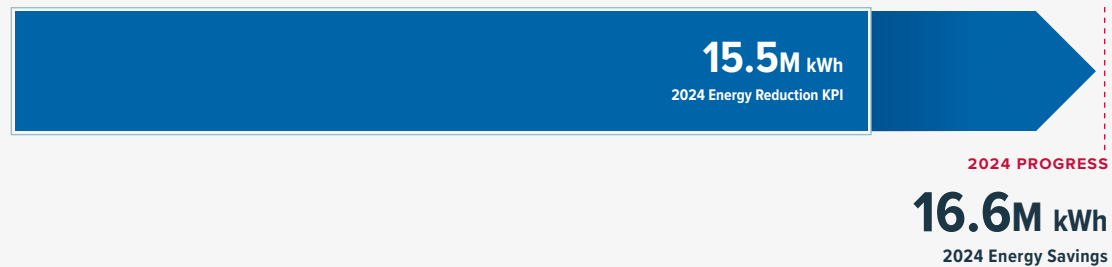 15.5M kWh
2024 Energy Reduction KPI
2024 PROGRESS
16.6M kWh
2024 Energy Savings